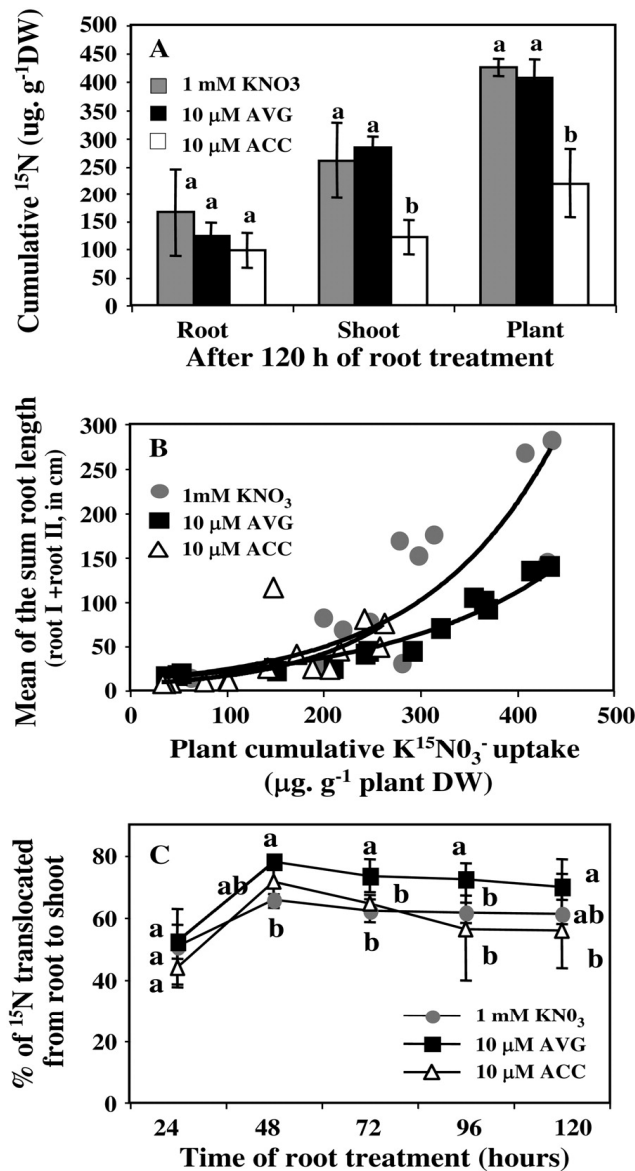 Cumulative ¹⁵N (ug. g⁻¹DW)
500
450
400
350
300
250
200
150
100
50
0
A
1 mM KNO3
10 μM AVG
10 μM ACC
a
a
a
a
a
b
a
a
b
Root
Shoot
Plant
After 120 h of root treatment
Mean of the sum root length
(root I +root II, in cm)
300
250
200
150
100
50
0
B
1mM KNO₃
10 μM AVG
10 μM ACC
0
100
200
300
400
500
Plant cumulative K¹⁵N0₃⁻ uptake
(μg. g⁻¹ plant DW)
% of ¹⁵N translocated
from root to shoot
80
60
40
20
0
C
a
a
a
a
ab
b
a
b
b
a
b
b
a
ab
b
1 mM KN0₃
10 μM AVG
10 μM ACC
24
48
72
96
120
Time of root treatment (hours)